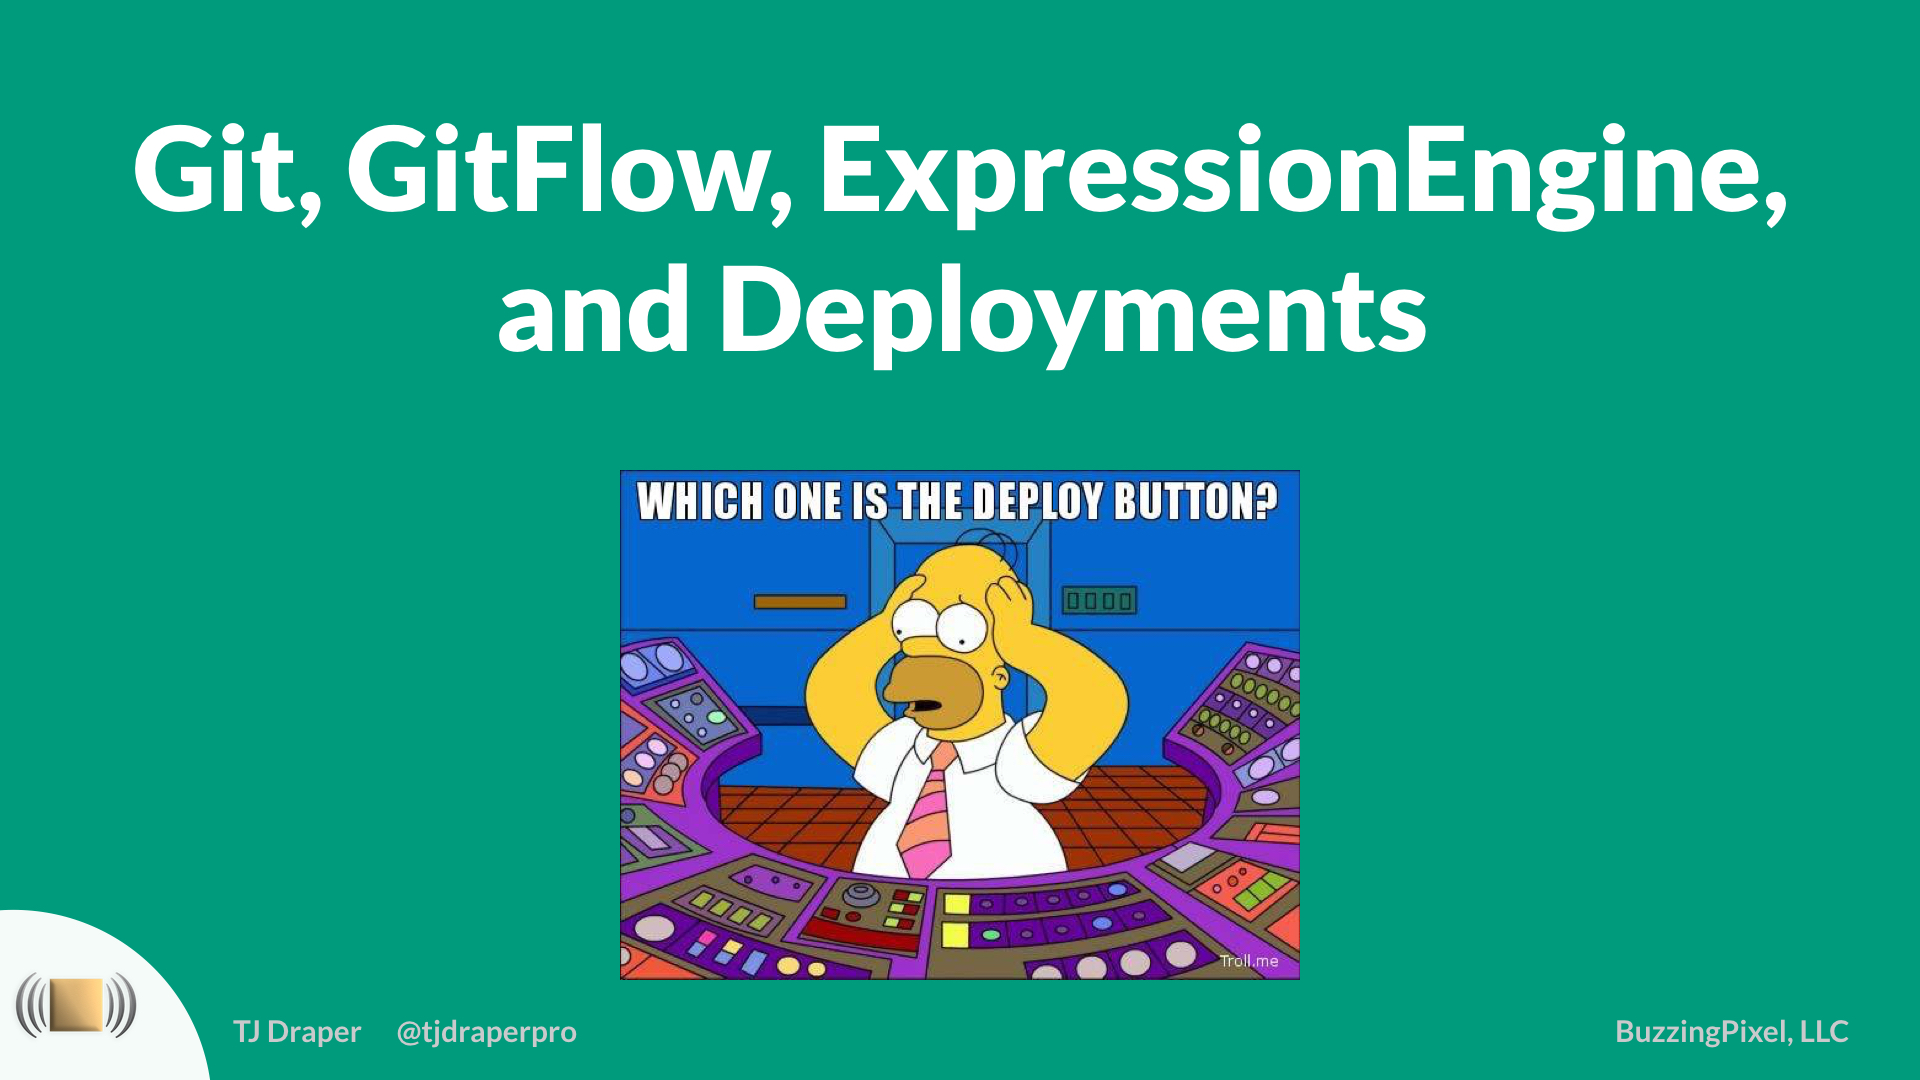 Git, GitFlow, ExpressionEngine,
and Deployments
WHICH ONE IS THE DEPLOY BUTTON?
Troll.me
TJ Draper @tjdraperpro
BuzzingPixel, LLC